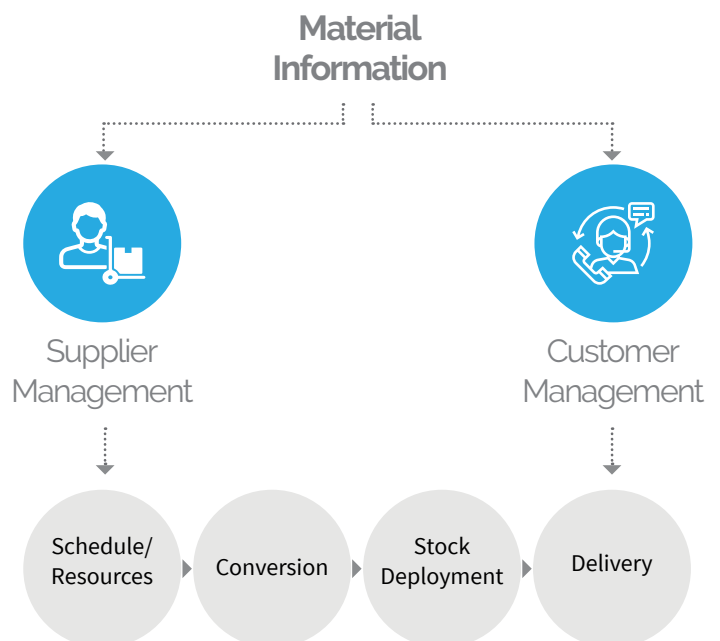 Material
Information
Supplier
Management
Customer
Management
Schedule/
Resources
Conversion
Stock
Deployment
Delivery